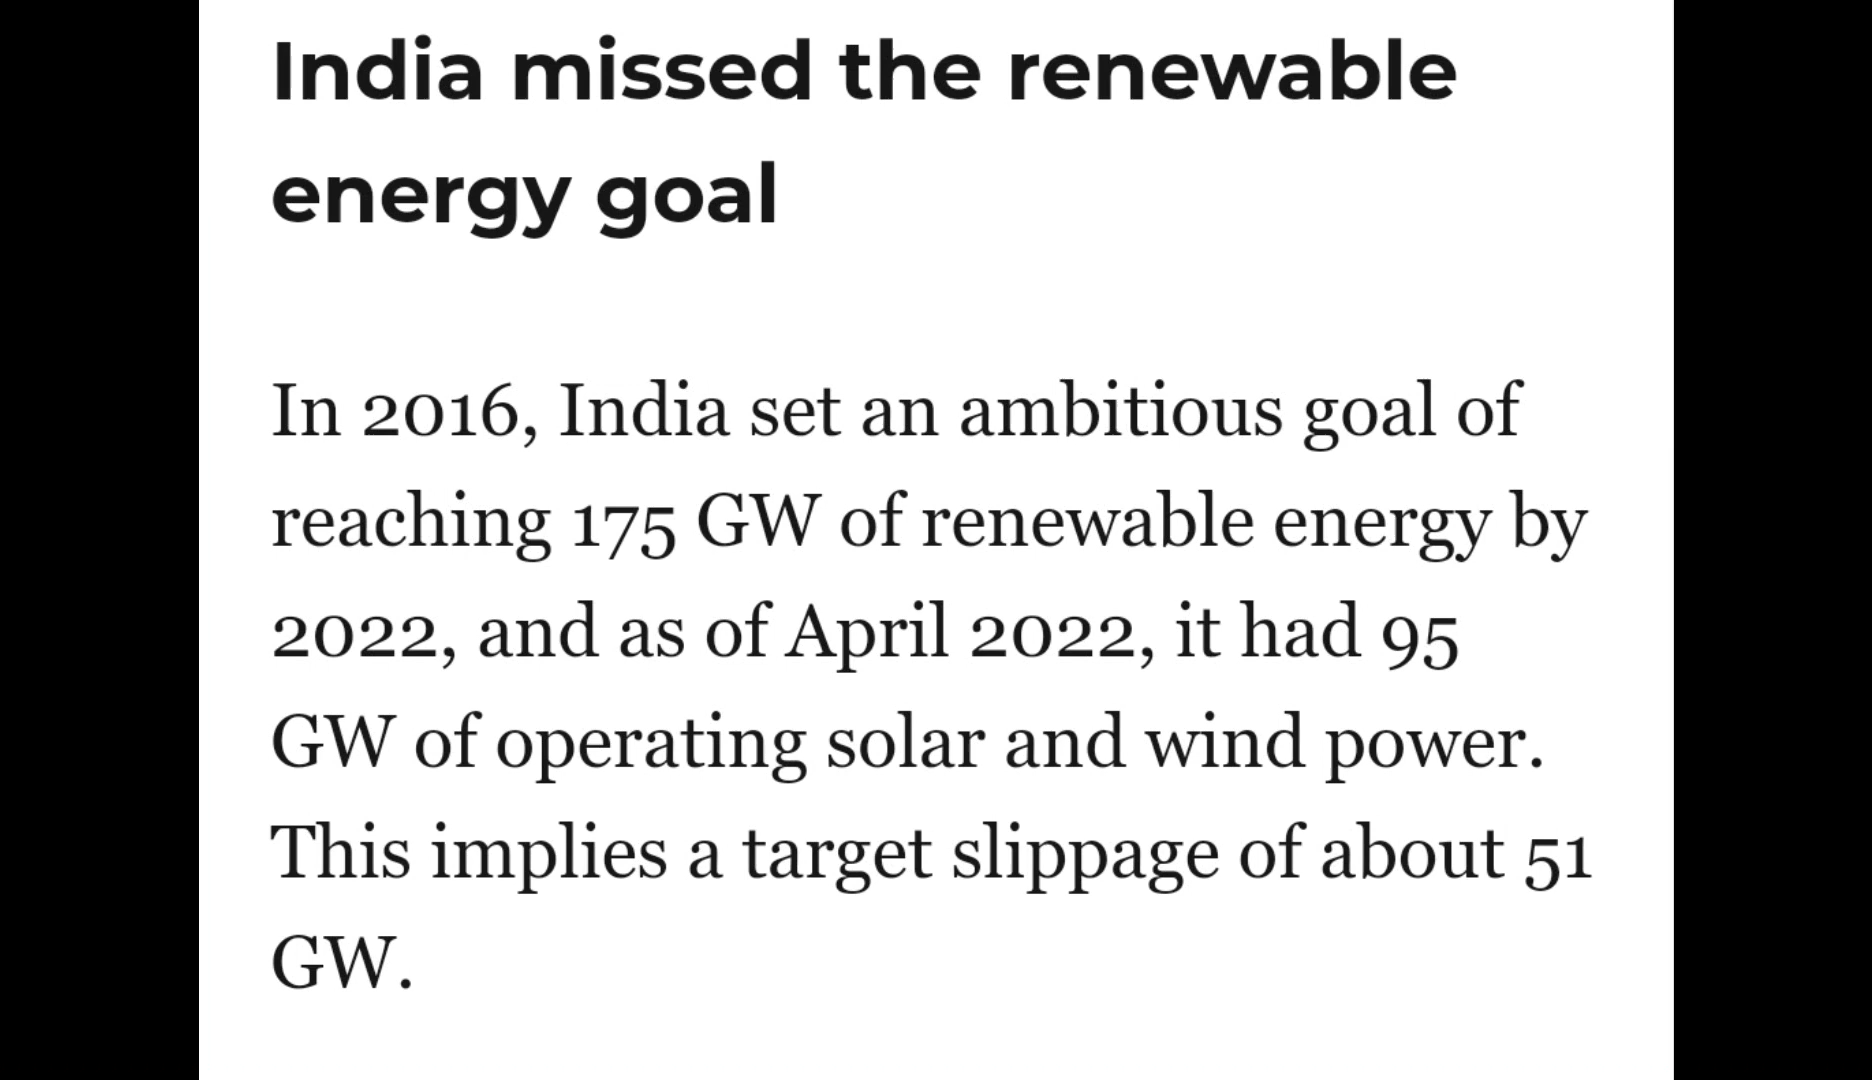 India missed the renewable
energy goal
In 2016, India set an ambitious goal of
reaching 175 GW of renewable energy by
2022, and as of April 2022, it had 95
GW of operating solar and wind power.
This implies a target slippage of about 51
GW.